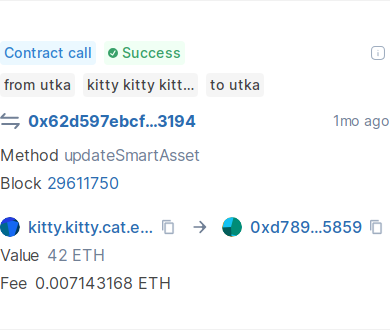 Contract call Success
from utka kitty kitty kitt... to utka
0x62d597ebcf...3194 1mo ago
Method updateSmartAsset
Block 29611750
kitty.kitty.cat.e... 0xd789...5859
Value 42 ETH
Fee 0.007143168 ETH